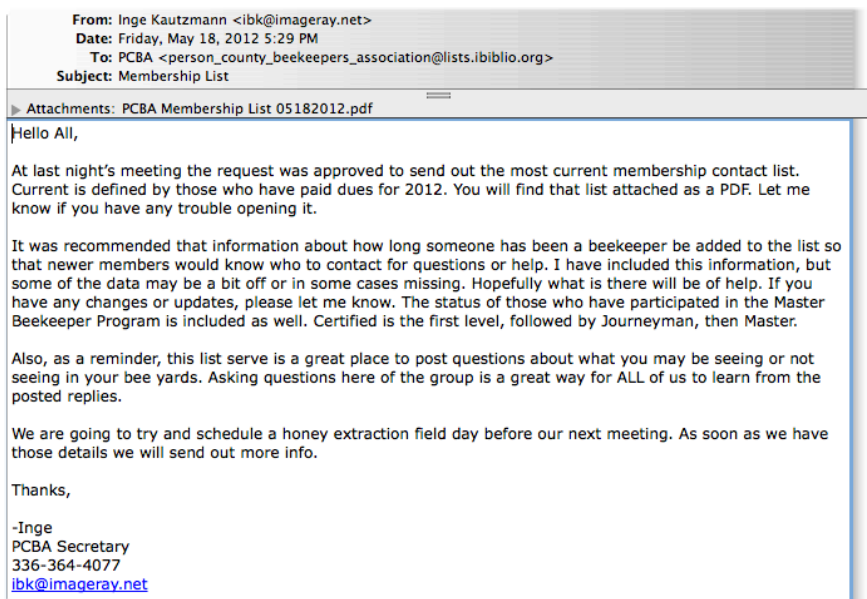 From: Inge Kautzmann <ibk@imageray.net>
Date: Friday, May 18, 2012 5:29 PM
To: PCBA <person_county_beekeepers_association@lists.ibiblio.org>
Subject: Membership List
Attachments: PCBA Membership List 05182012.pdf
Hello All,
At last night's meeting the request was approved to send out the most current membership contact list.
Current is defined by those who have paid dues for 2012. You will find that list attached as a PDF. Let me
know if you have any trouble opening it.
It was recommended that information about how long someone has been a beekeeper be added to the list so
that newer members would know who to contact for questions or help. I have included this information, but
some of the data may be a bit off or in some cases missing. Hopefully what is there will be of help. If you
have any changes or updates, please let me know. The status of those who have participated in the Master
Beekeeper Program is included as well. Certified is the first level, followed by Journeyman, then Master.
Also, as a reminder, this list serve is a great place to post questions about what you may be seeing or not
seeing in your bee yards. Asking questions here of the group is a great way for ALL of us to learn from the
posted replies.
We are going to try and schedule a honey extraction field day before our next meeting. As soon as we have
those details we will send out more info.
Thanks,
-Inge
PCBA Secretary
336-364-4077
ibk@imageray.net